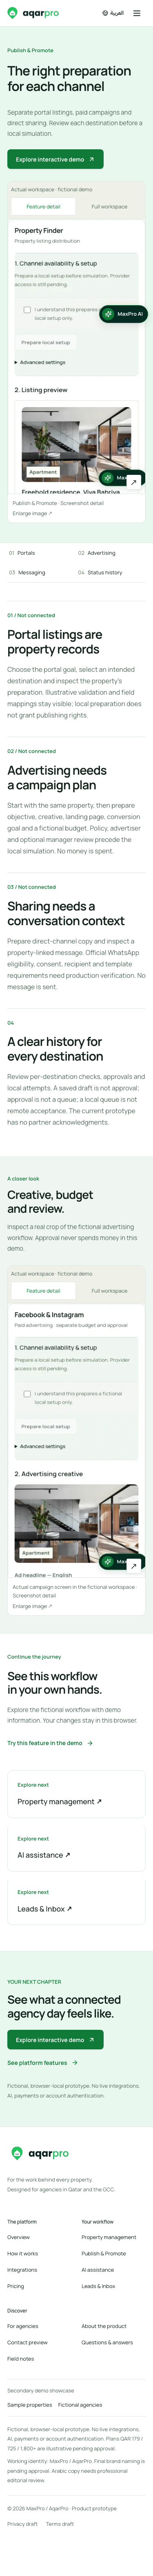 aqarpro
العربية
Publish & Promote
The right preparation
for each channel
Separate portal listings, paid campaigns and
direct sharing. Review each destination before a
local simulation.
Explore interactive demo ↗
Actual workspace · fictional demo
Feature detail
Full workspace
Property Finder
Property listing distribution
1. Channel availability & setup
Prepare a local setup before simulation. Provider
access is still pending.
I understand this prepares
local setup only.
MaxPro AI
Prepare local setup
Advanced settings
2. Listing preview
Apartment
Freehold residence, Viva Bahriya
Publish & Promote · Screenshot detail
Enlarge image ↗
01 Portals
02 Advertising
03 Messaging
04 Status history
01 / Not connected
Portal listings are
property records
Choose the portal goal, select an intended
destination and inspect the property's
preparation. Illustrative validation and field
mappings stay visible; local preparation does
not grant publishing rights.
02 / Not connected
Advertising needs
a campaign plan
Start with the same property, then prepare
objective, creative, landing page, conversion
goal and a fictional budget. Policy, advertiser
and optional manager review precede the
local simulation. No money is spent.
03 / Not connected
Sharing needs a
conversation context
Prepare direct-channel copy and inspect a
property-linked message. Official WhatsApp
eligibility, consent, window and template
requirements need production verification. No
message is sent.
04
A clear history for
every destination
Review per-destination checks, approvals and
local attempts. A saved draft is not approval;
approval is not a queue; a local queue is not
remote acceptance. The current prototype
has no partner acknowledgments.
A closer look
Creative, budget
and review.
Inspect a real crop of the fictional advertising
workflow. Approval never spends money in this
demo.
Actual workspace · fictional demo
Feature detail
Full workspace
Facebook & Instagram
Paid advertising · separate budget and approval
1. Channel availability & setup
Prepare a local setup before simulation. Provider
access is still pending.
I understand this prepares a fictional
local setup only.
Prepare local setup
Advanced settings
2. Advertising creative
Apartment
Ad headline — English
Actual campaign screen in the fictional workspace ·
Screenshot detail
Enlarge image ↗
Continue the journey
See this workflow
in your own hands.
Explore the fictional workflow with demo
information. Your changes stay in this browser.
Try this feature in the demo →
Explore next
Property management ↗
Explore next
AI assistance ↗
Explore next
Leads & Inbox ↗
YOUR NEXT CHAPTER
See what a connected
agency day feels like.
Explore interactive demo ↗
See platform features →
Fictional, browser-local prototype. No live integrations,
AI, payments or account authentication.
aqarpro
For the work behind every property.
Designed for agencies in Qatar and the GCC.
The platform
Your workflow
Overview
Property management
How it works
Publish & Promote
Integrations
AI assistance
Pricing
Leads & Inbox
Discover
For agencies
About the product
Contact preview
Questions & answers
Field notes
Secondary demo showcase
Sample properties
Fictional agencies
Fictional, browser-local prototype. No live integrations,
AI, payments or account authentication. Plans QAR 179 /
725 / 1,800+ are illustrative pending approval.
Working identity: MaxPro / AqarPro. Final brand naming is
pending approval. Arabic copy needs professional
editorial review.
© 2026 MaxPro / AqarPro · Product prototype
Privacy draft
Terms draft